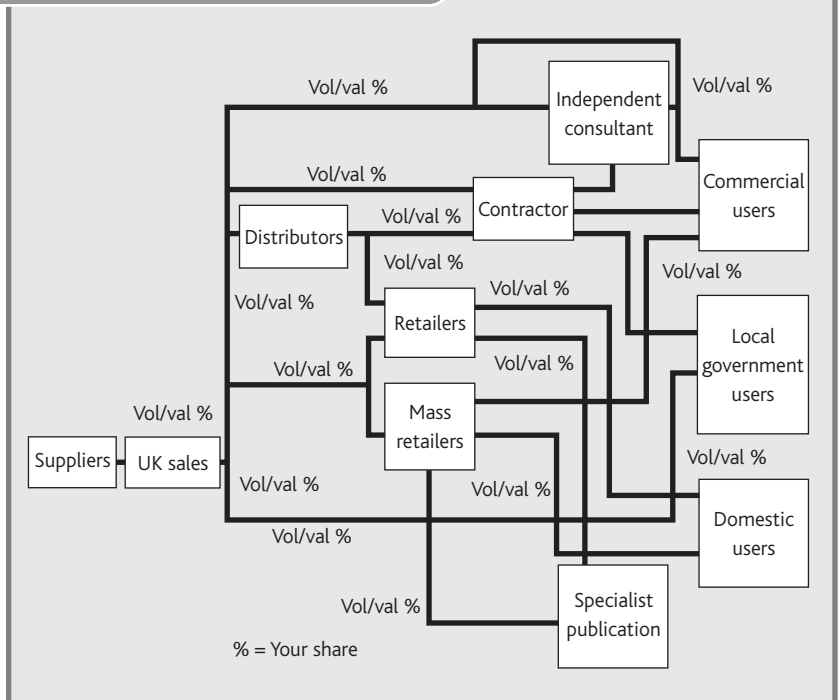 Vol/val %
Vol/val %
Independent
consultant
Vol/val %
Commercial
users
Contractor
Vol/val %
Distributors
Vol/val %
Vol/val %
Vol/val %
Vol/val %
Retailers
Vol/val %
Local
government
users
Vol/val %
Mass
retailers
Vol/val %
Suppliers
UK sales
Vol/val %
Vol/val %
Vol/val %
Vol/val %
Domestic
users
Specialist
publication
Vol/val %
% = Your share